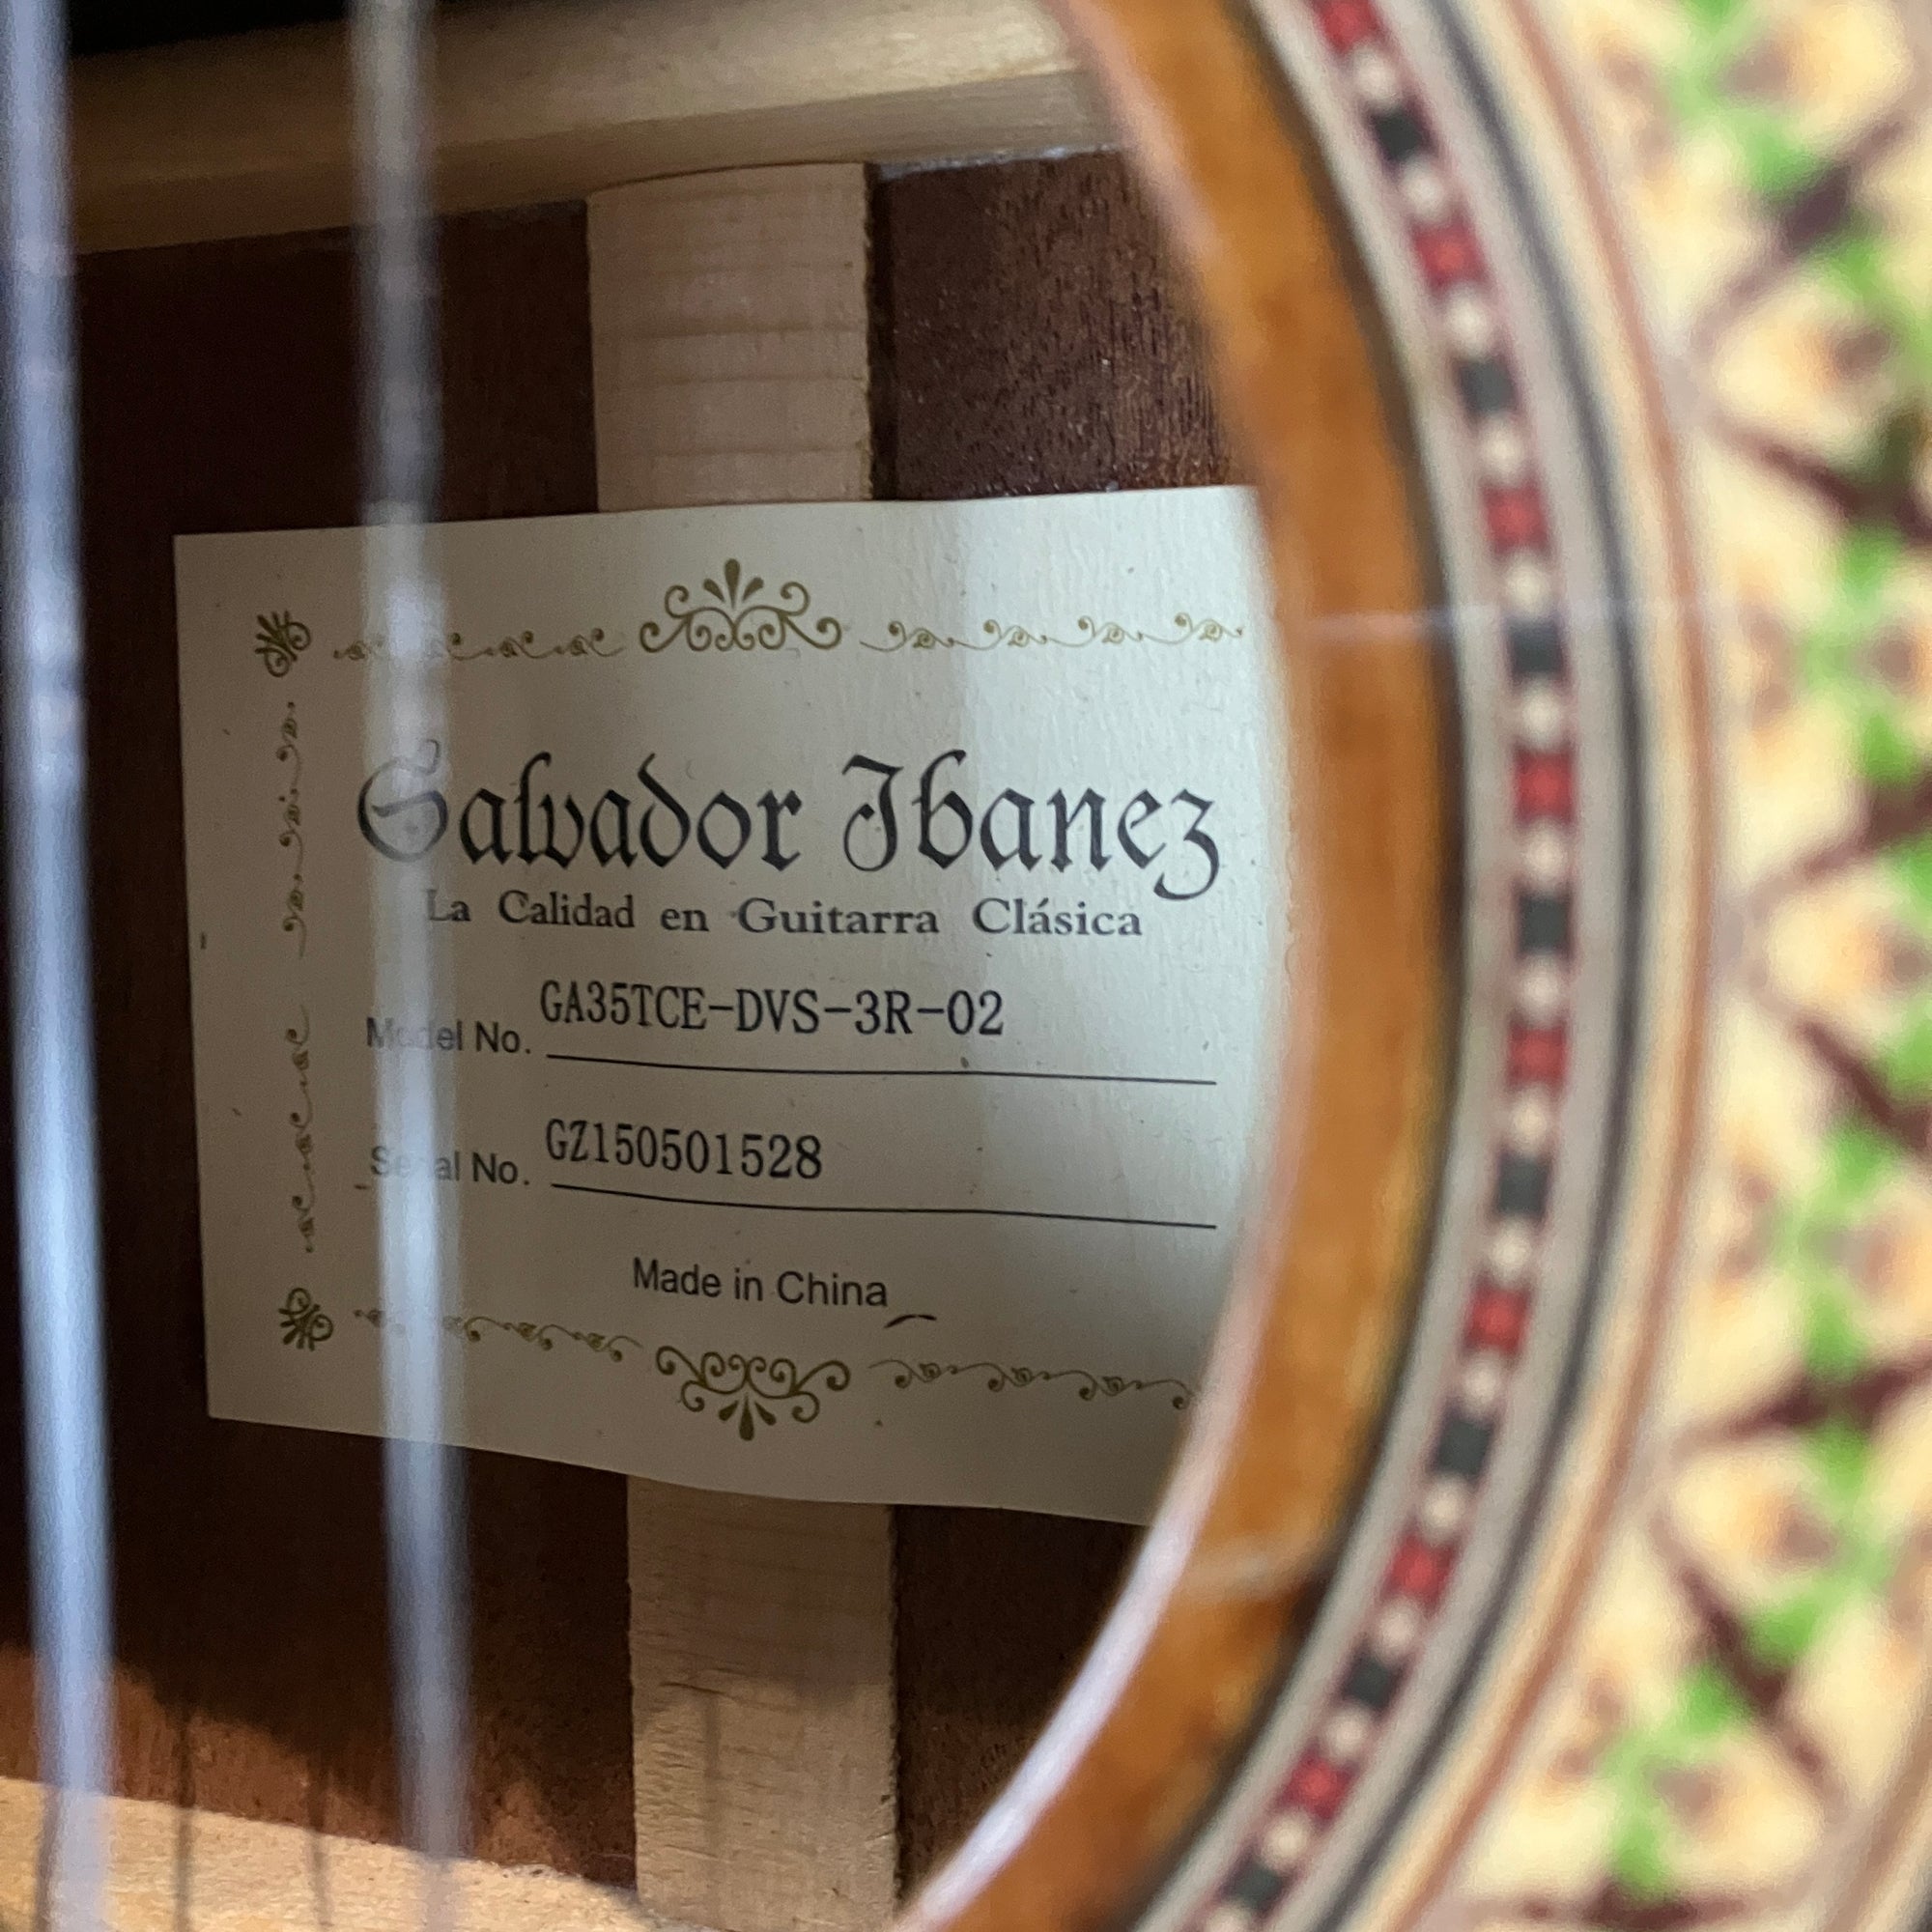 Salvador Ibanez
La Calidad en Guitarra Clásica
Model No. GA35TCE-DVS-3R-02
Serial No. GZ150501528
Made in China